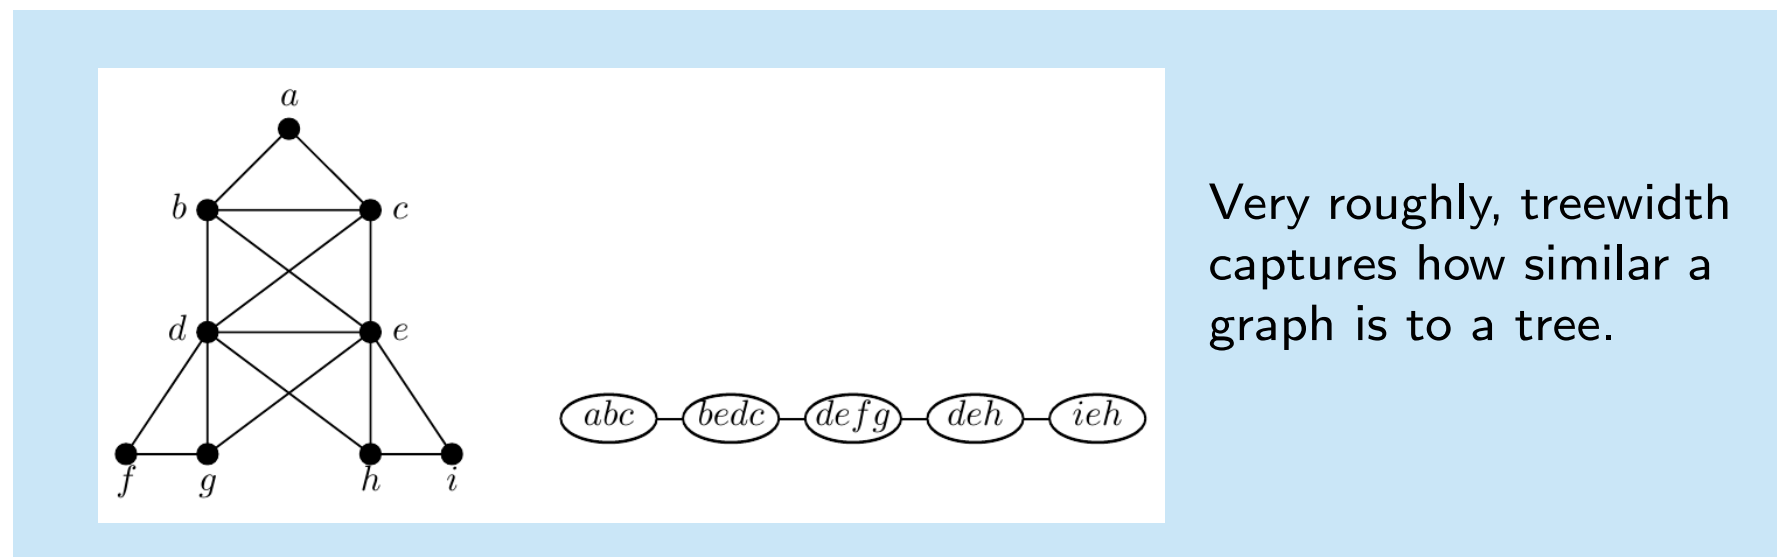 a
b
c
d
e
f
g
h
i
abc
bedc
defg
deh
ieh
Very roughly, treewidth
captures how similar a
graph is to a tree.